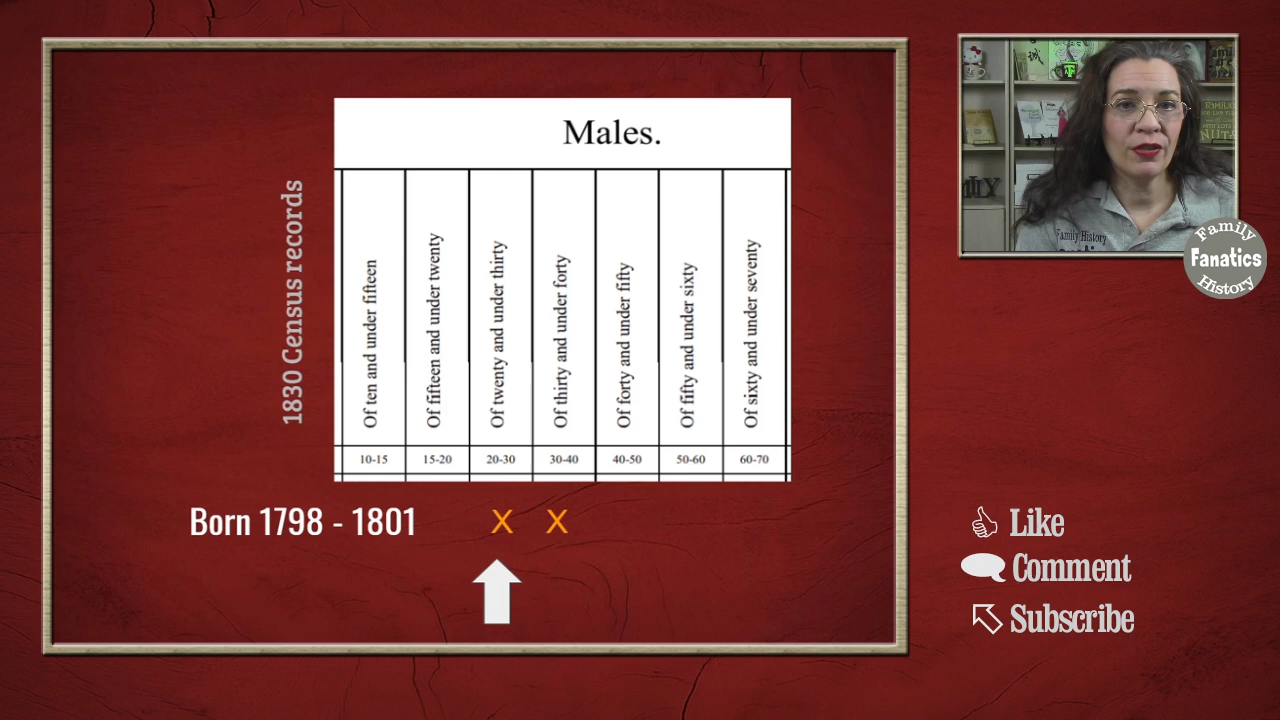 Males.
1830 Census records
Of ten and under fifteen
Of fifteen and under twenty
Of twenty and under thirty
Of thirty and under forty
Of forty and under fifty
Of fifty and under sixty
Of sixty and under seventy
10-15 15-20 20-30 30-40 40-50 50-60 60-70
Born 1798 - 1801 X X
Family History
Family
Fanatics
History
Like
Comment
Subscribe